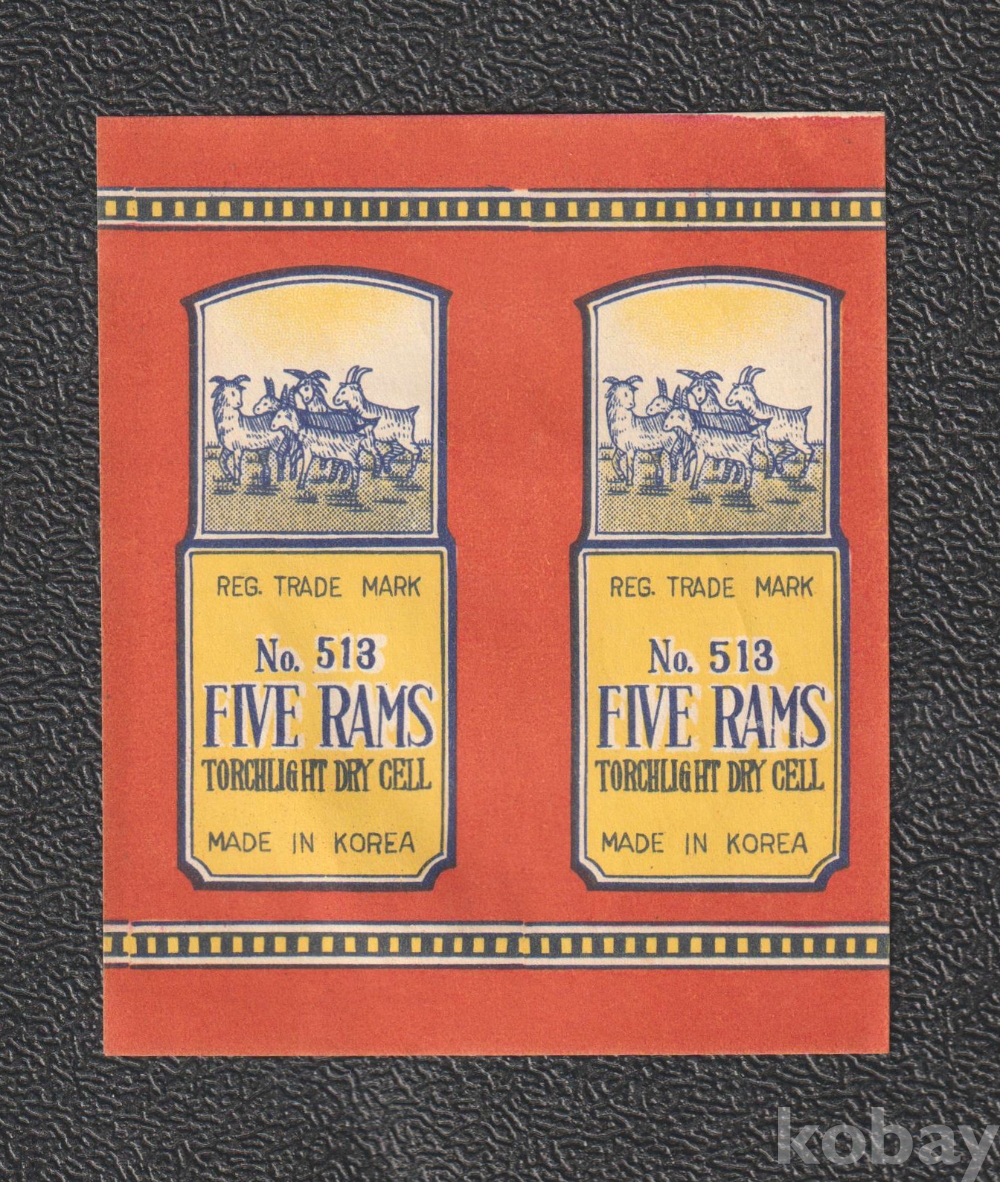 REG. TRADE MARK
No. 513
FIVE RAMS
TORCHLIGHT DRY CELL
MADE IN KOREA
REG. TRADE MARK
No. 513
FIVE RAMS
TORCHLIGHT DRY CELL
MADE IN KOREA
kobay